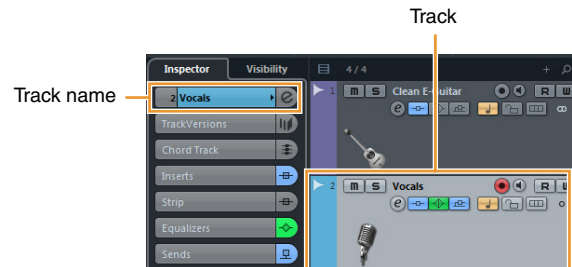 Track
Inspector Visibility 4 / 4
Track name
2 Vocals
1 m S Clean E-Guitar R W
e
TrackVersions
Chord Track
Inserts
2 m S Vocals R W
e
Strip
Equalizers
Sends